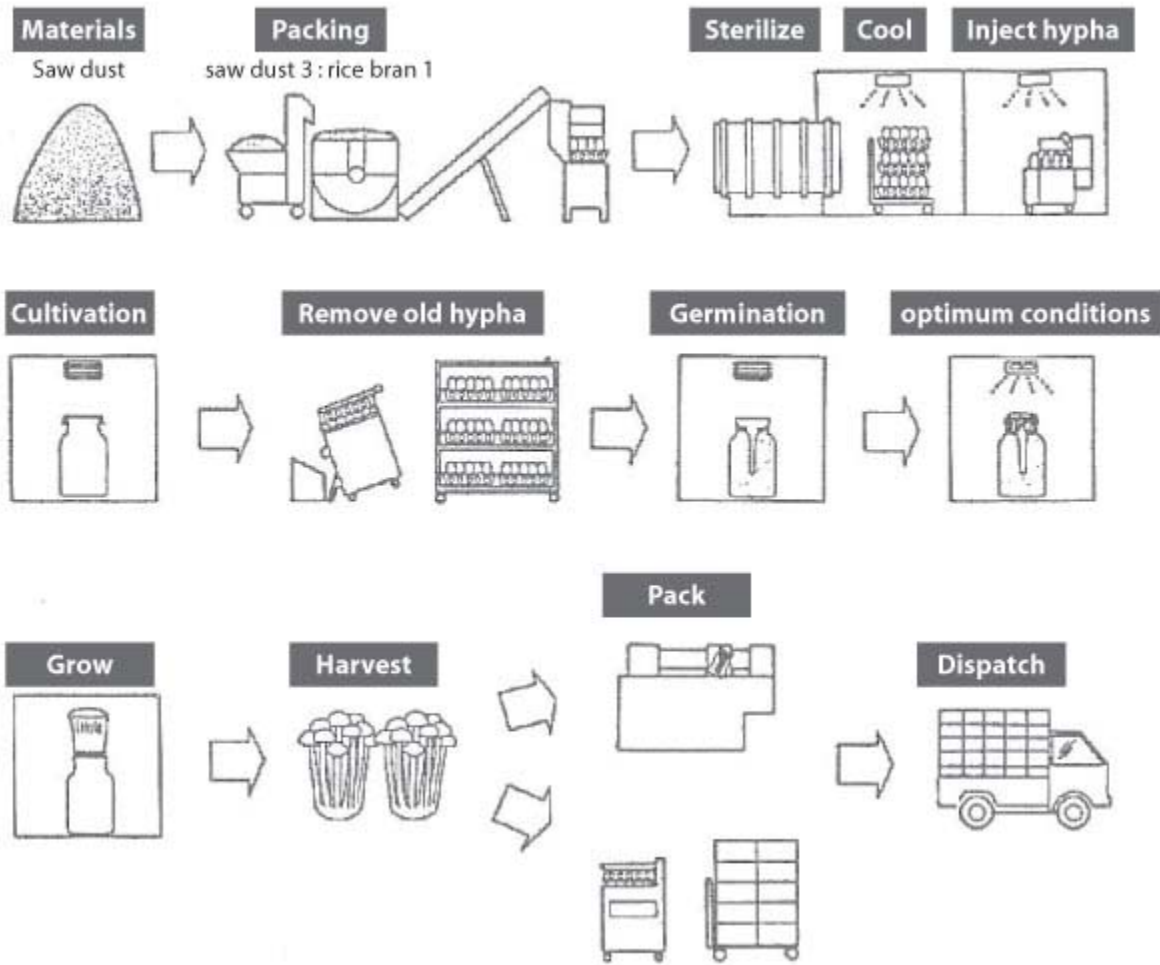 Materials
Packing
Sterilize
Cool
Inject hypha
Saw dust
saw dust 3 : rice bran 1
Cultivation
Remove old hypha
Germination
optimum conditions
Pack
Grow
Harvest
Dispatch